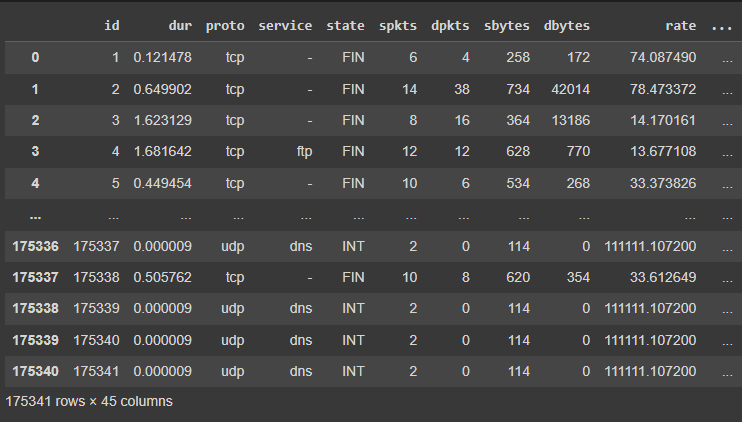 id dur proto service state spkts dpkts sbytes dbytes rate ...
0 1 0.121478 tcp - FIN 6 4 258 172 74.087490 ...
1 2 0.649902 tcp - FIN 14 38 734 42014 78.473372 ...
2 3 1.623129 tcp - FIN 8 16 364 13186 14.170161 ...
3 4 1.681642 tcp ftp FIN 12 12 628 770 13.677108 ...
4 5 0.449454 tcp - FIN 10 6 534 268 33.373826 ...
... ... ... ... ... ... ... ... ... ... ... ...
175336 175337 0.000009 udp dns INT 2 0 114 0 111111.107200 ...
175337 175338 0.505762 tcp - FIN 10 8 620 354 33.612649 ...
175338 175339 0.000009 udp dns INT 2 0 114 0 111111.107200 ...
175339 175340 0.000009 udp dns INT 2 0 114 0 111111.107200 ...
175340 175341 0.000009 udp dns INT 2 0 114 0 111111.107200 ...
175341 rows × 45 columns